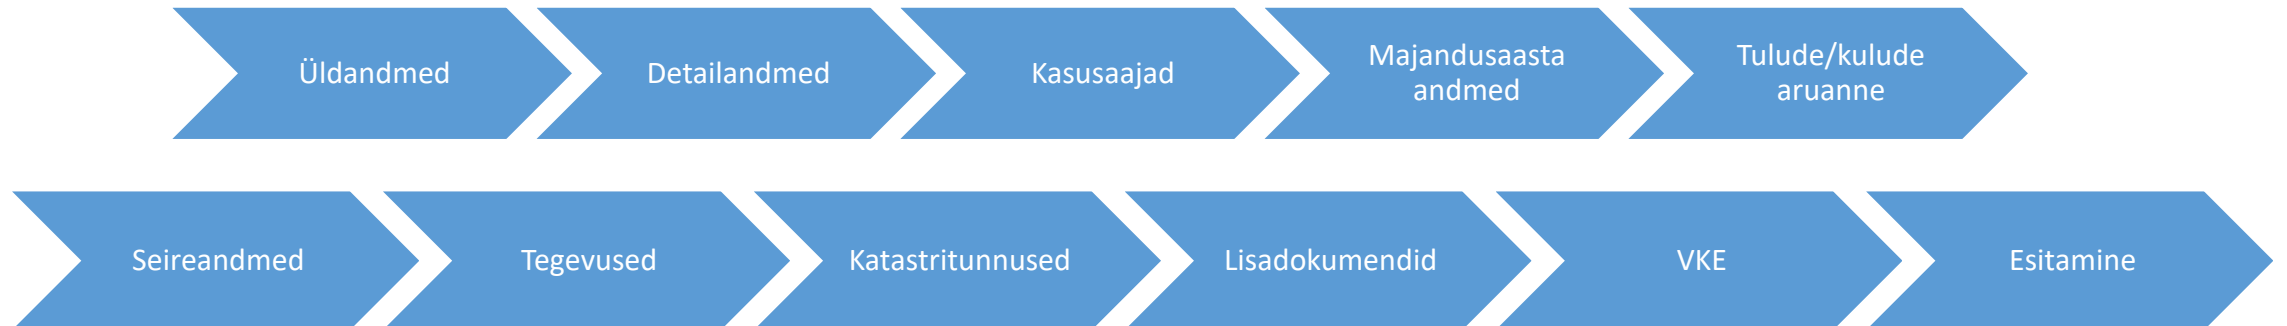 Üldandmed
Detailandmed
Kasusaajad
Majandusaasta
andmed
Tulude/kulude
aruanne
Seireandmed
Tegevused
Katastritunnused
Lisadokumendid
VKE
Esitamine